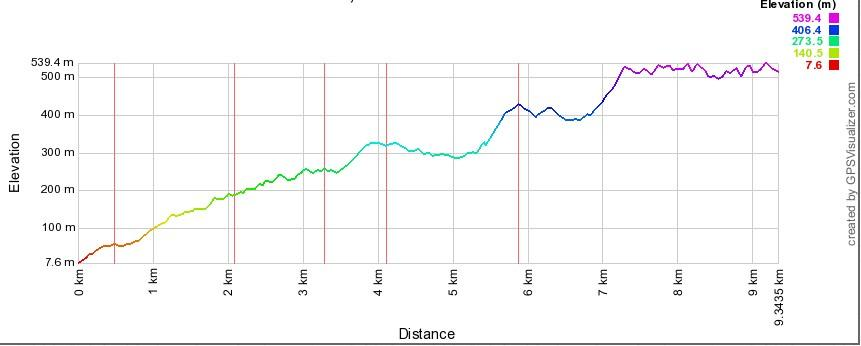 Elevation (m)
539.4
406.4
273.5
140.5
7.6
539.4 m
500 m
400 m
300 m
200 m
100 m
7.6 m
Elevation
0 km
1 km
2 km
3 km
4 km
5 km
6 km
7 km
8 km
9 km
9.3435 km
Distance
created by GPSVisualizer.com